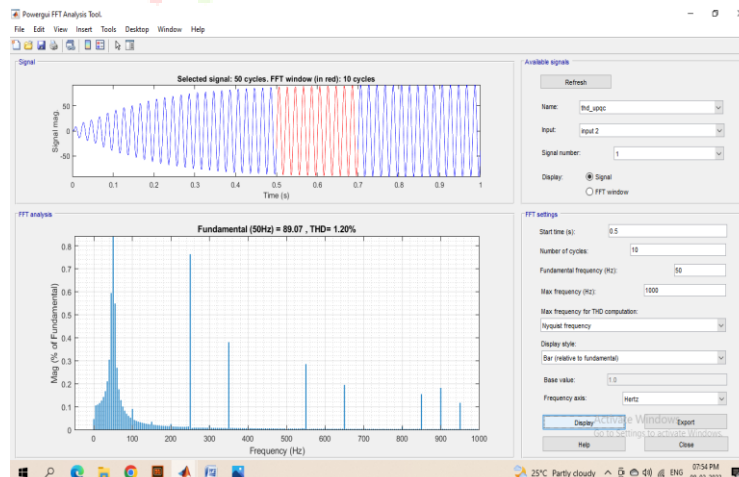 Powergui FFT Analysis Tool.
File Edit View Insert Tools Desktop Window Help
Signal
Selected signal: 50 cycles. FFT window (in red): 10 cycles
50
0
-50
Signal mag.
0 0.1 0.2 0.3 0.4 0.5 0.6 0.7 0.8 0.9 1
Time (s)
FFT analysis
Fundamental (50Hz) = 89.07 , THD= 1.20%
0.8
0.7
0.6
0.5
0.4
0.3
0.2
0.1
0
Mag (% of Fundamental)
0 100 200 300 400 500 600 700 800 900 1000
Frequency (Hz)
Available signals
Refresh
Name: thd_upqc
Input: input 2
Signal number: 1
Display: Signal
FFT window
FFT settings
Start time (s): 0.5
Number of cycles: 10
Fundamental frequency (Hz): 50
Max frequency (Hz): 1000
Max frequency for THD computation:
Nyquist frequency
Display style:
Bar (relative to fundamental)
Base value: 1.0
Frequency axis: Hertz
Display Export
Activate Windows
Go to Settings to activate Windows.
Help Close
25°C Partly cloudy ENG 07:54 PM